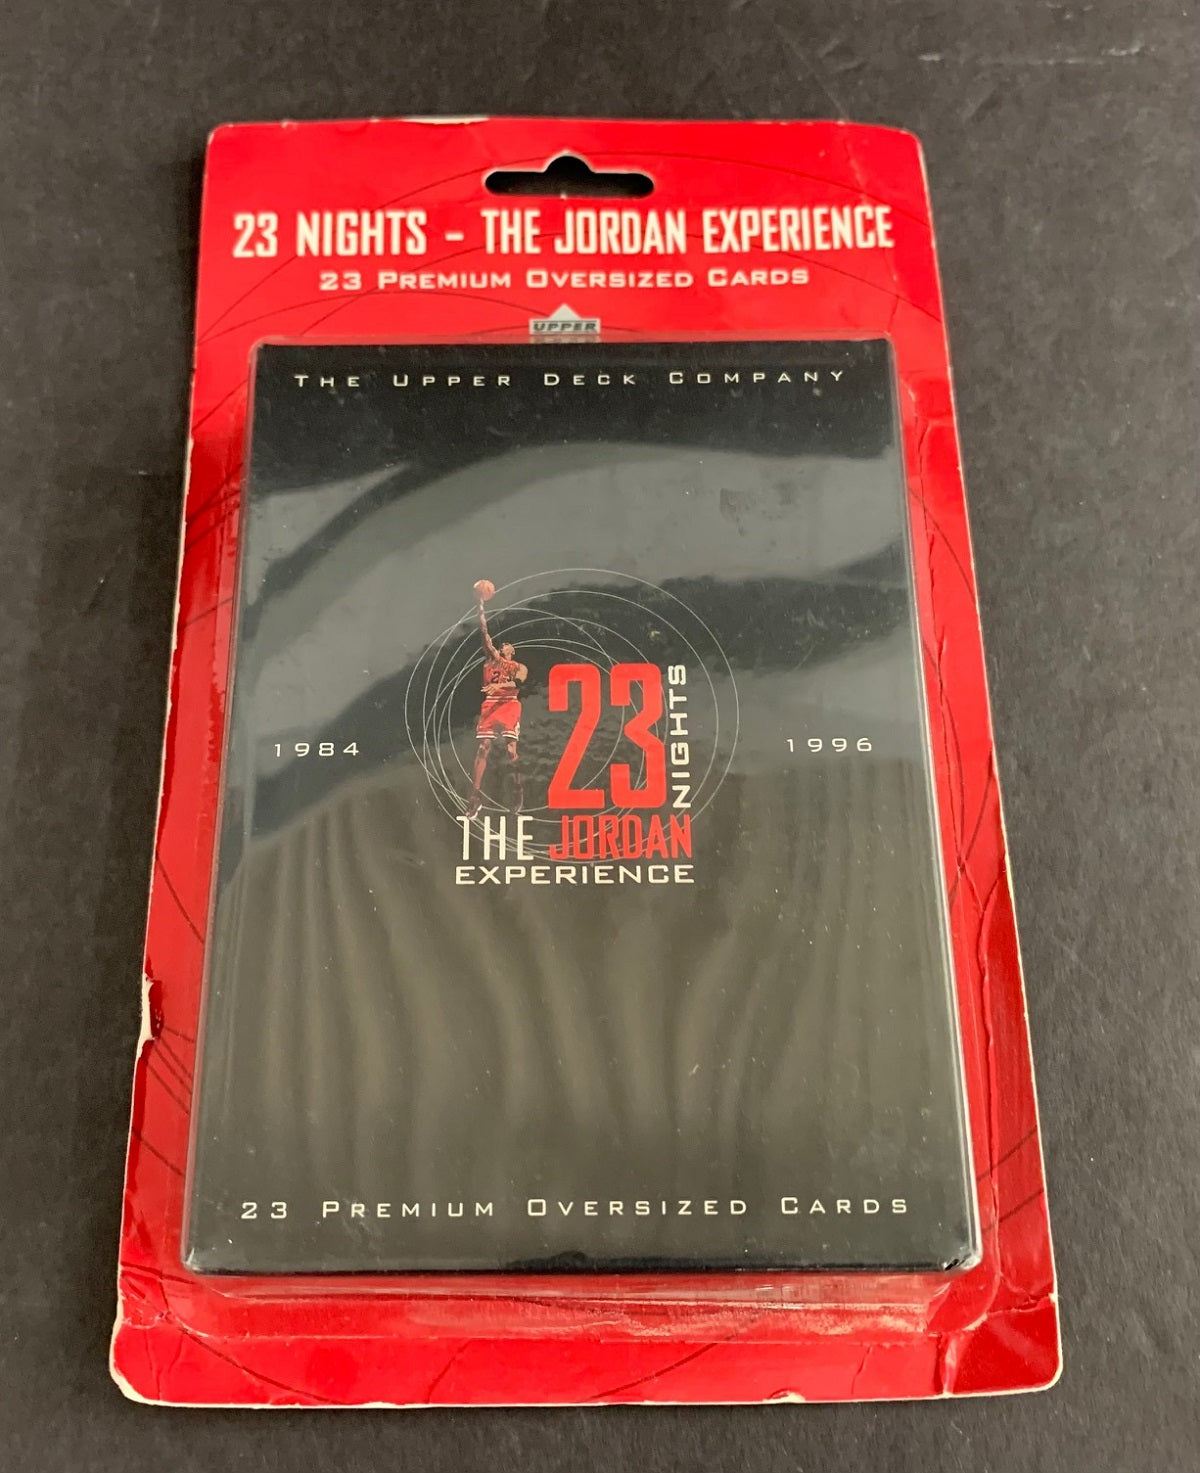 23 NIGHTS - THE JORDAN EXPERIENCE
23 PREMIUM OVERSIZED CARDS
UPPER
THE UPPER DECK COMPANY
23
23
NIGHTS
1984
1996
THE JORDAN
EXPERIENCE
23 PREMIUM OVERSIZED CARDS